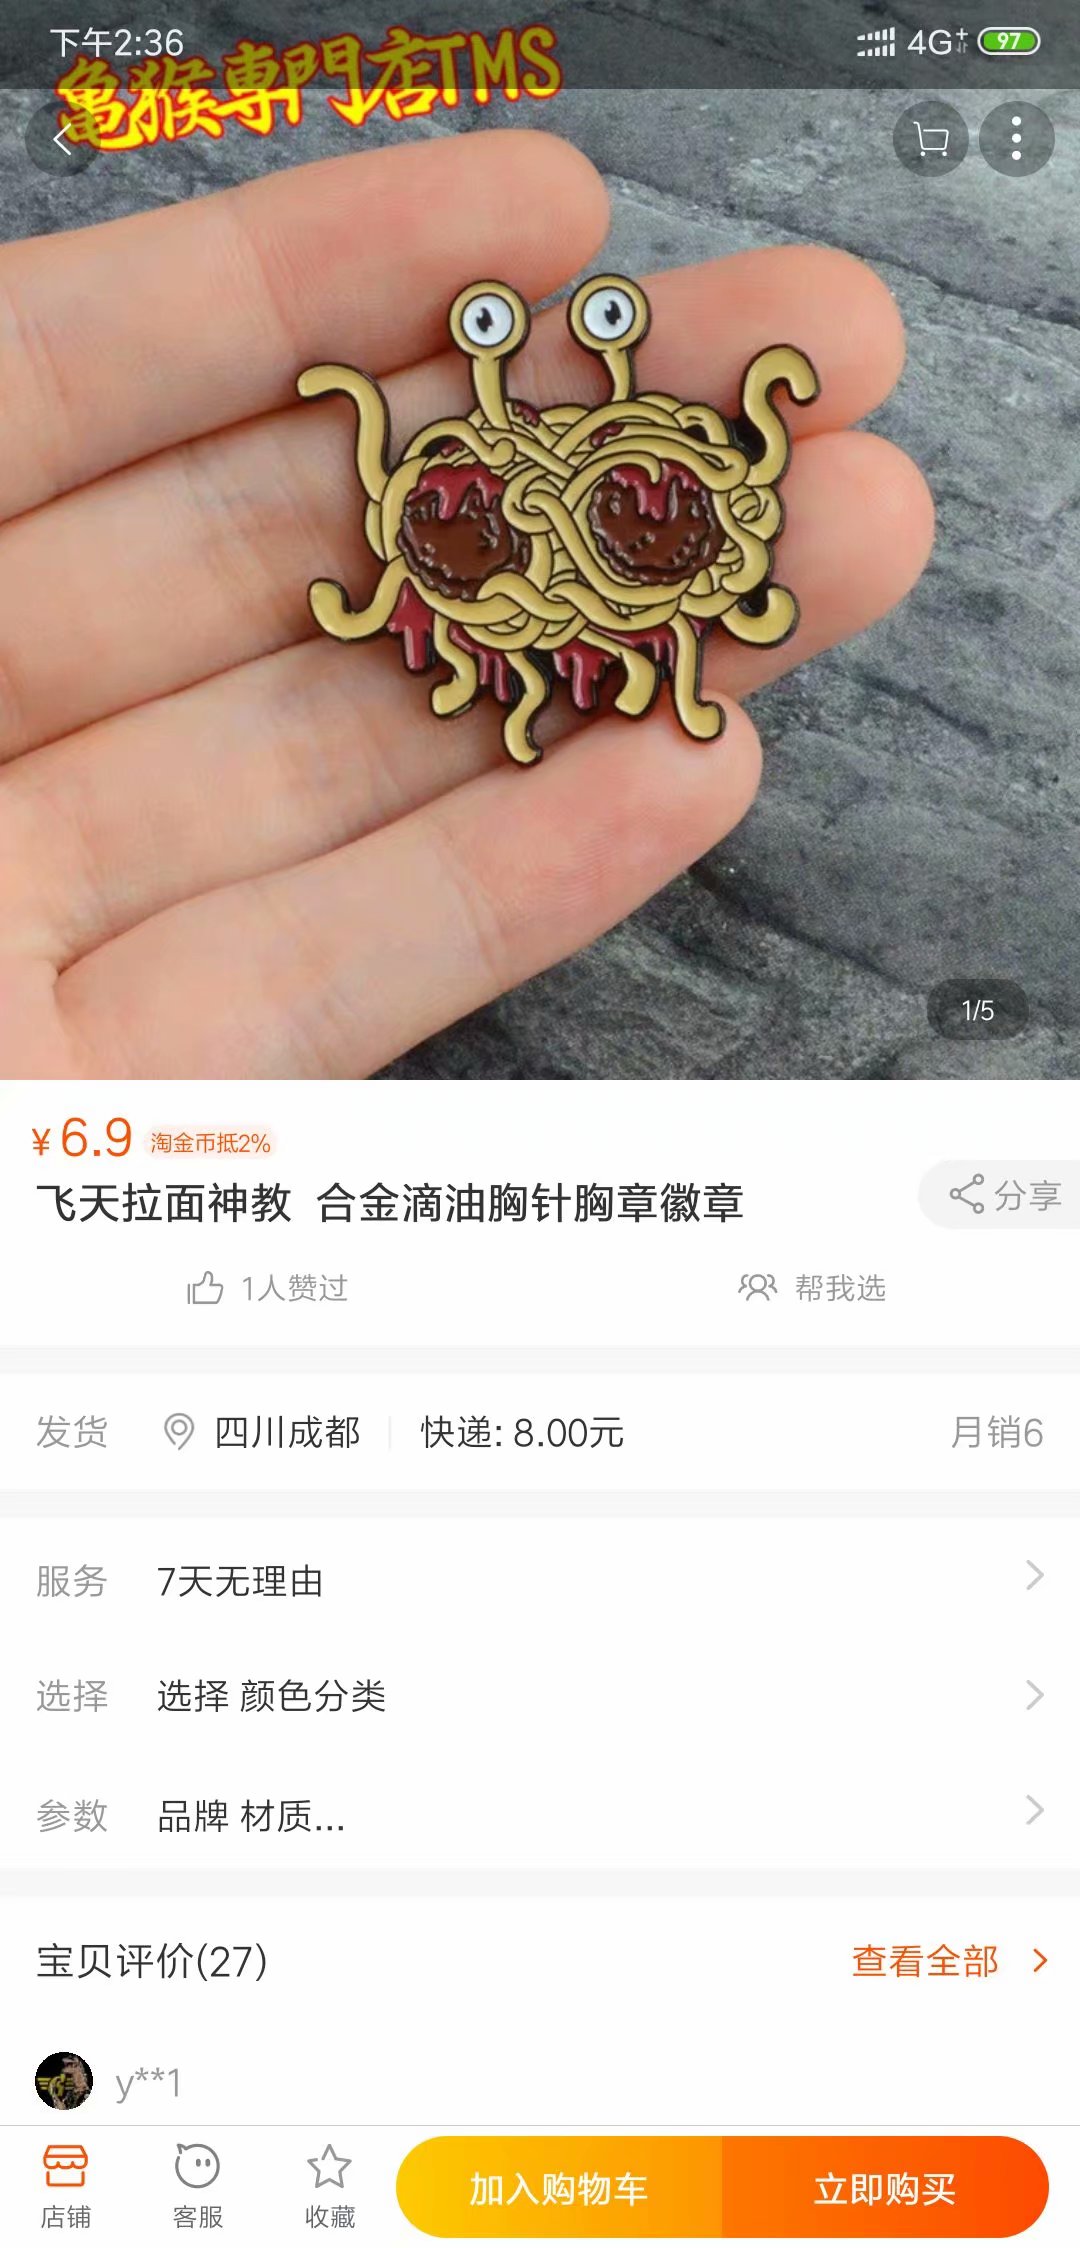 下午2:36
4G+ 97
亀猴專門店TMS
1/5
¥6.9 淘金币抵2%
飞天拉面神教 合金滴油胸针胸章徽章
分享
1人赞过 帮我选
发货 四川成都 快递: 8.00元 月销6
服务 7天无理由
选择 选择 颜色分类
参数 品牌 材质...
宝贝评价(27) 查看全部
y**1
店铺 客服 收藏 加入购物车 立即购买